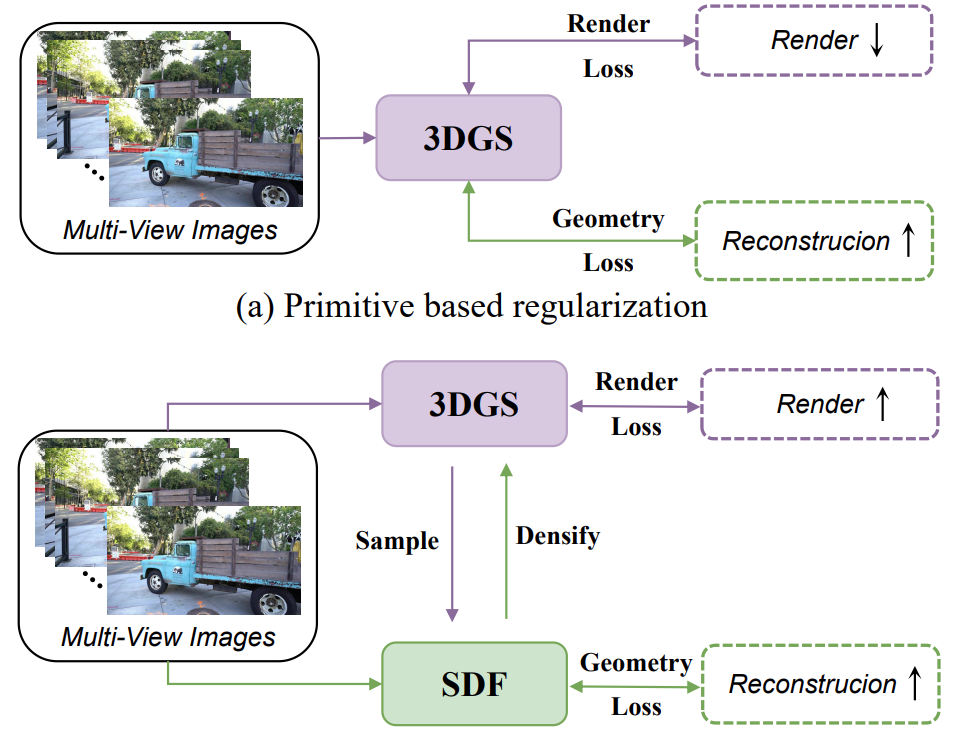 Render
Loss
Render ↓
3DGS
Multi-View Images
Geometry
Loss
Reconstrucion ↑
(a) Primitive based regularization
3DGS
Render
Loss
Render ↑
Sample
Densify
Multi-View Images
SDF
Geometry
Loss
Reconstrucion ↑